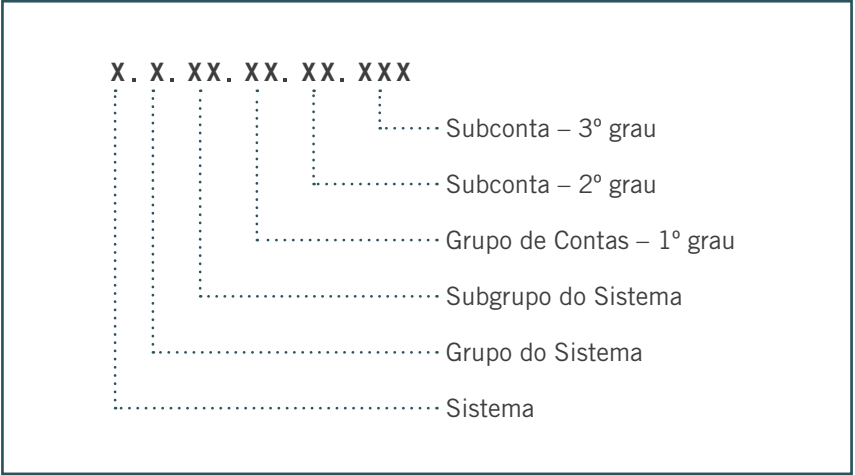 X. X. XX. XX. XX. XXX
Subconta – 3º grau
Subconta – 2º grau
Grupo de Contas – 1º grau
Subgrupo do Sistema
Grupo do Sistema
Sistema